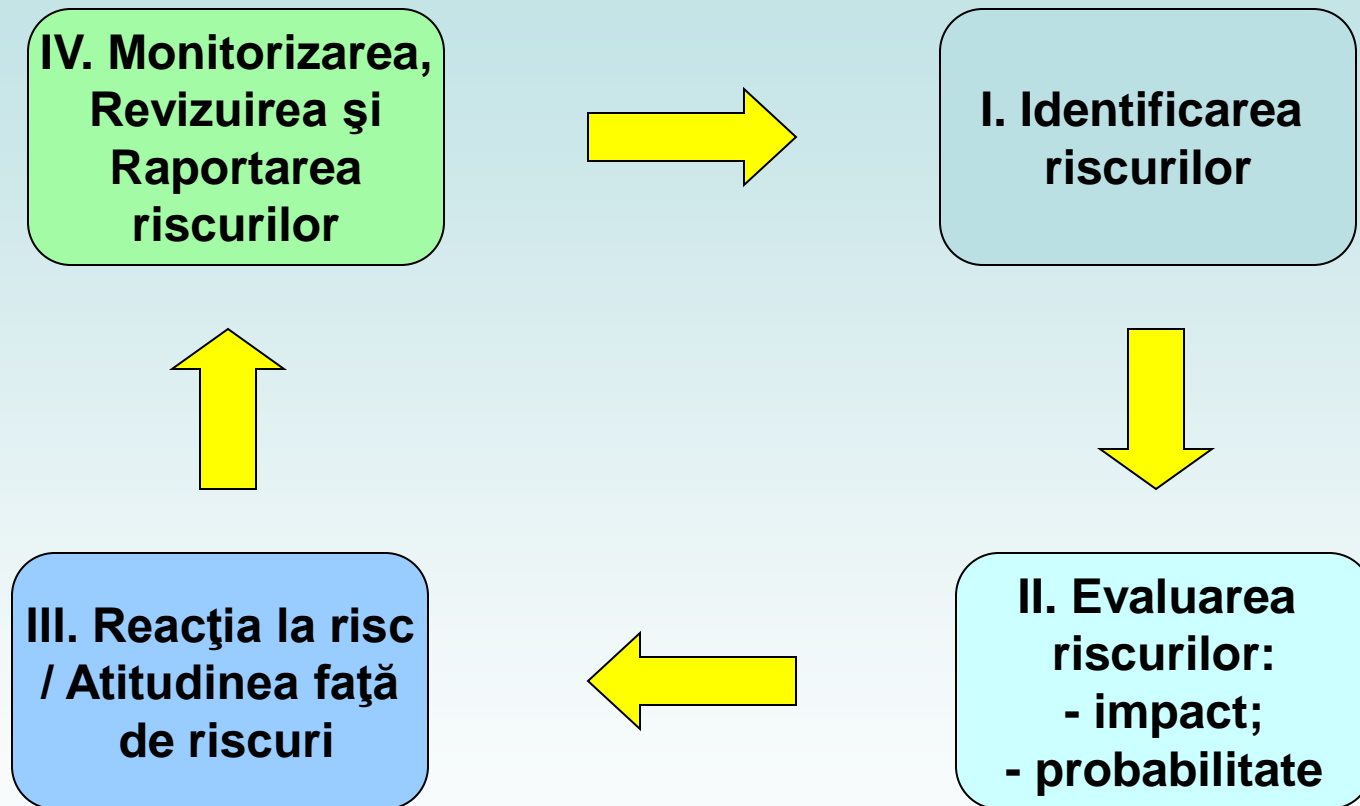 IV. Monitorizarea,
Revizuirea şi
Raportarea
riscurilor
I. Identificarea
riscurilor
III. Reacţia la risc
/ Atitudinea faţă
de riscuri
II. Evaluarea
riscurilor:
- impact;
- probabilitate